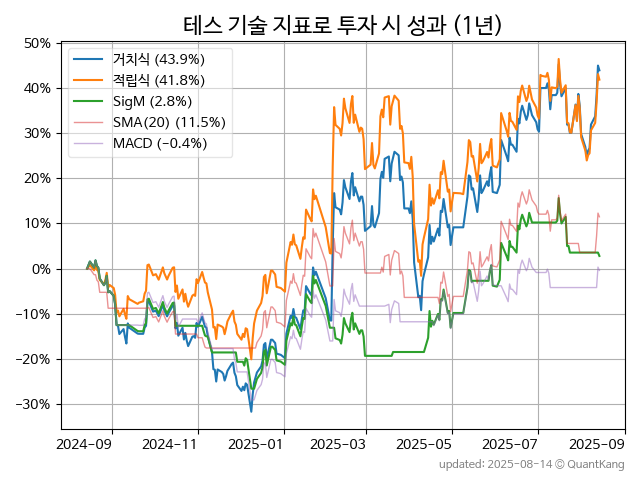 테스 기술 지표로 투자 시 성과 (1년)
50%
40%
30%
20%
10%
0%
−10%
−20%
−30%
거치식 (43.9%)
적립식 (41.8%)
SigM (2.8%)
SMA(20) (11.5%)
MACD (−0.4%)
2024-09
2024-11
2025-01
2025-03
2025-05
2025-07
2025-09
updated: 2025-08-14 © QuantKang